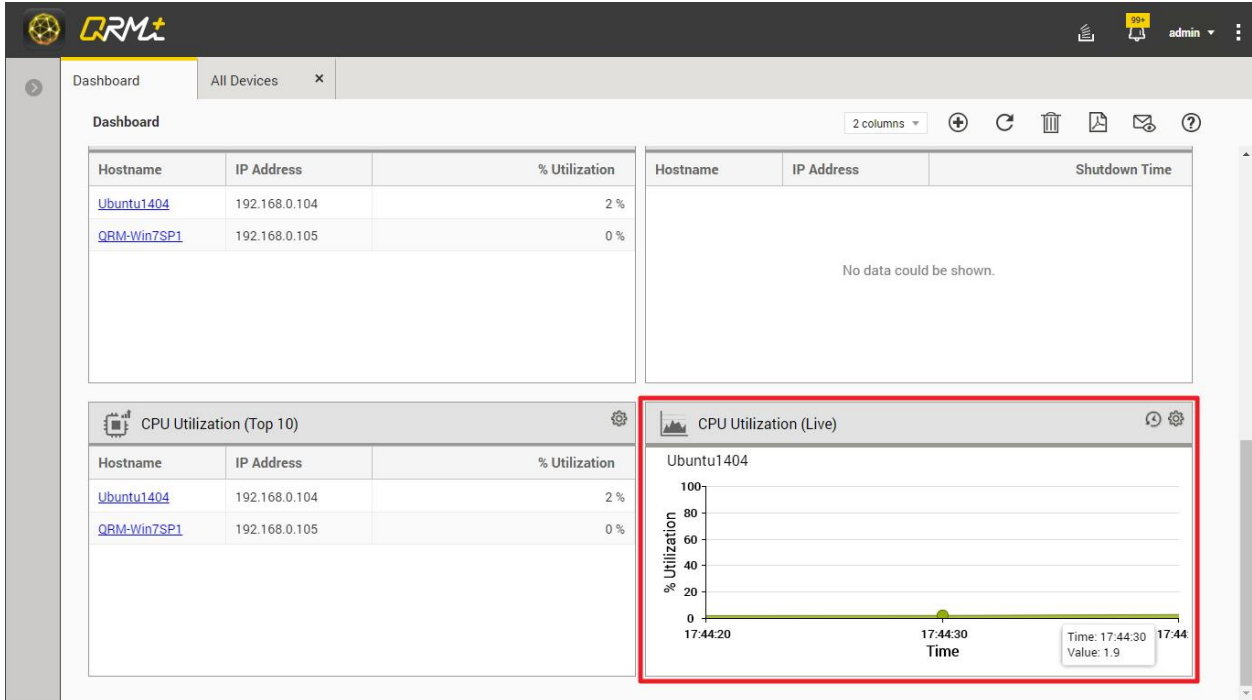 QRM+
99+
admin
Dashboard
All Devices ×
Dashboard
2 columns
Hostname IP Address % Utilization
Ubuntu1404 192.168.0.104 2 %
QRM-Win7SP1 192.168.0.105 0 %
Hostname IP Address Shutdown Time
No data could be shown.
CPU Utilization (Top 10)
Hostname IP Address % Utilization
Ubuntu1404 192.168.0.104 2 %
QRM-Win7SP1 192.168.0.105 0 %
CPU Utilization (Live)
Ubuntu1404
% Utilization
100
80
60
40
20
0
17:44:20 17:44:30 17:44:
Time
Time: 17:44:30
Value: 1.9